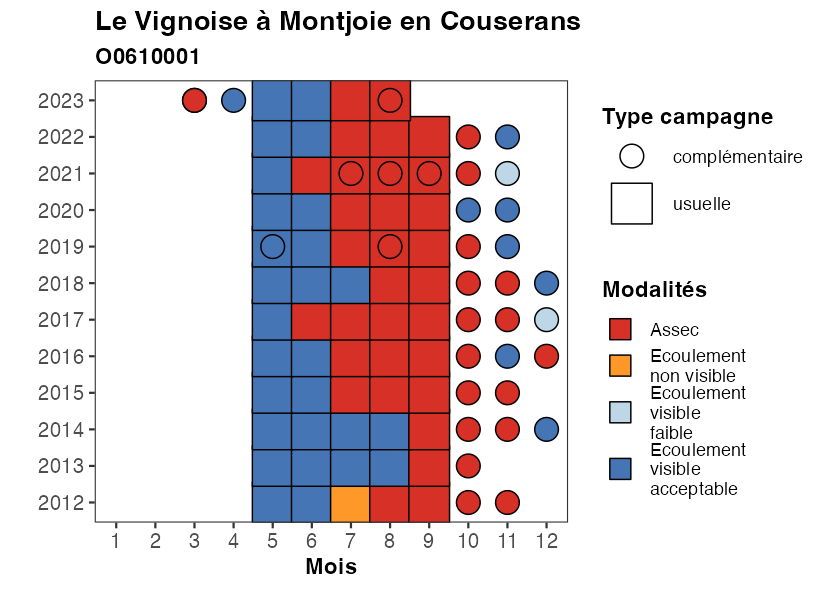 Le Vignoise à Montjoie en Couserans
O0610001
2023
2022
2021
2020
2019
2018
2017
2016
2015
2014
2013
2012
1 2 3 4 5 6 7 8 9 10 11 12
Mois
Type campagne
complémentaire
usuelle
Modalités
Assec
Ecoulement
non visible
Ecoulement
visible
faible
Ecoulement
visible
acceptable